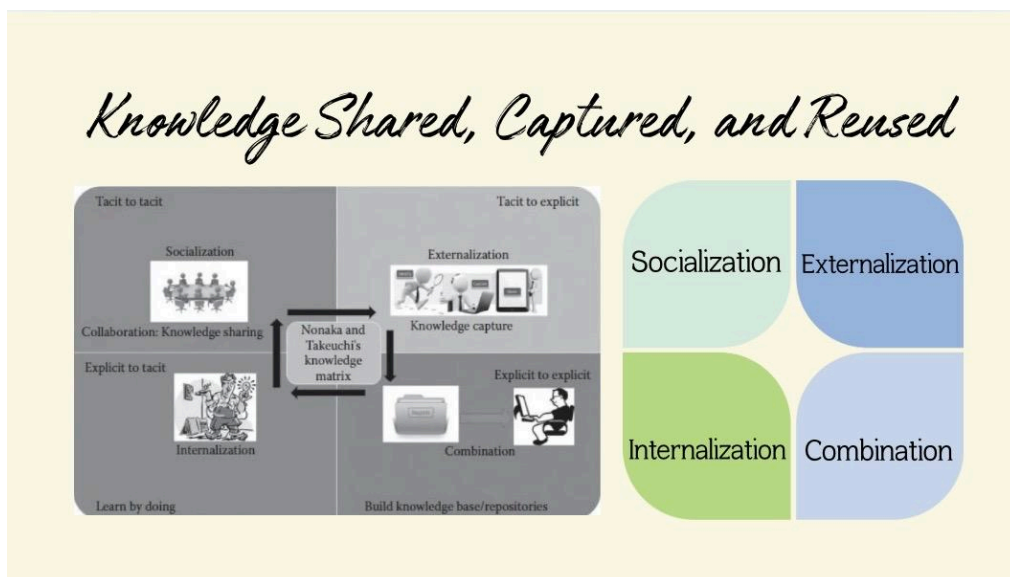 Knowledge Shared, Captured, and Reused
Tacit to tacit
Socialization
Collaboration: Knowledge sharing
Tacit to explicit
Externalization
Knowledge capture
Nonaka and
Takeuchi's
knowledge
matrix
Explicit to tacit
Internalization
Learn by doing
Explicit to explicit
Combination
Build knowledge base/repositories
Socialization
Externalization
Internalization
Combination